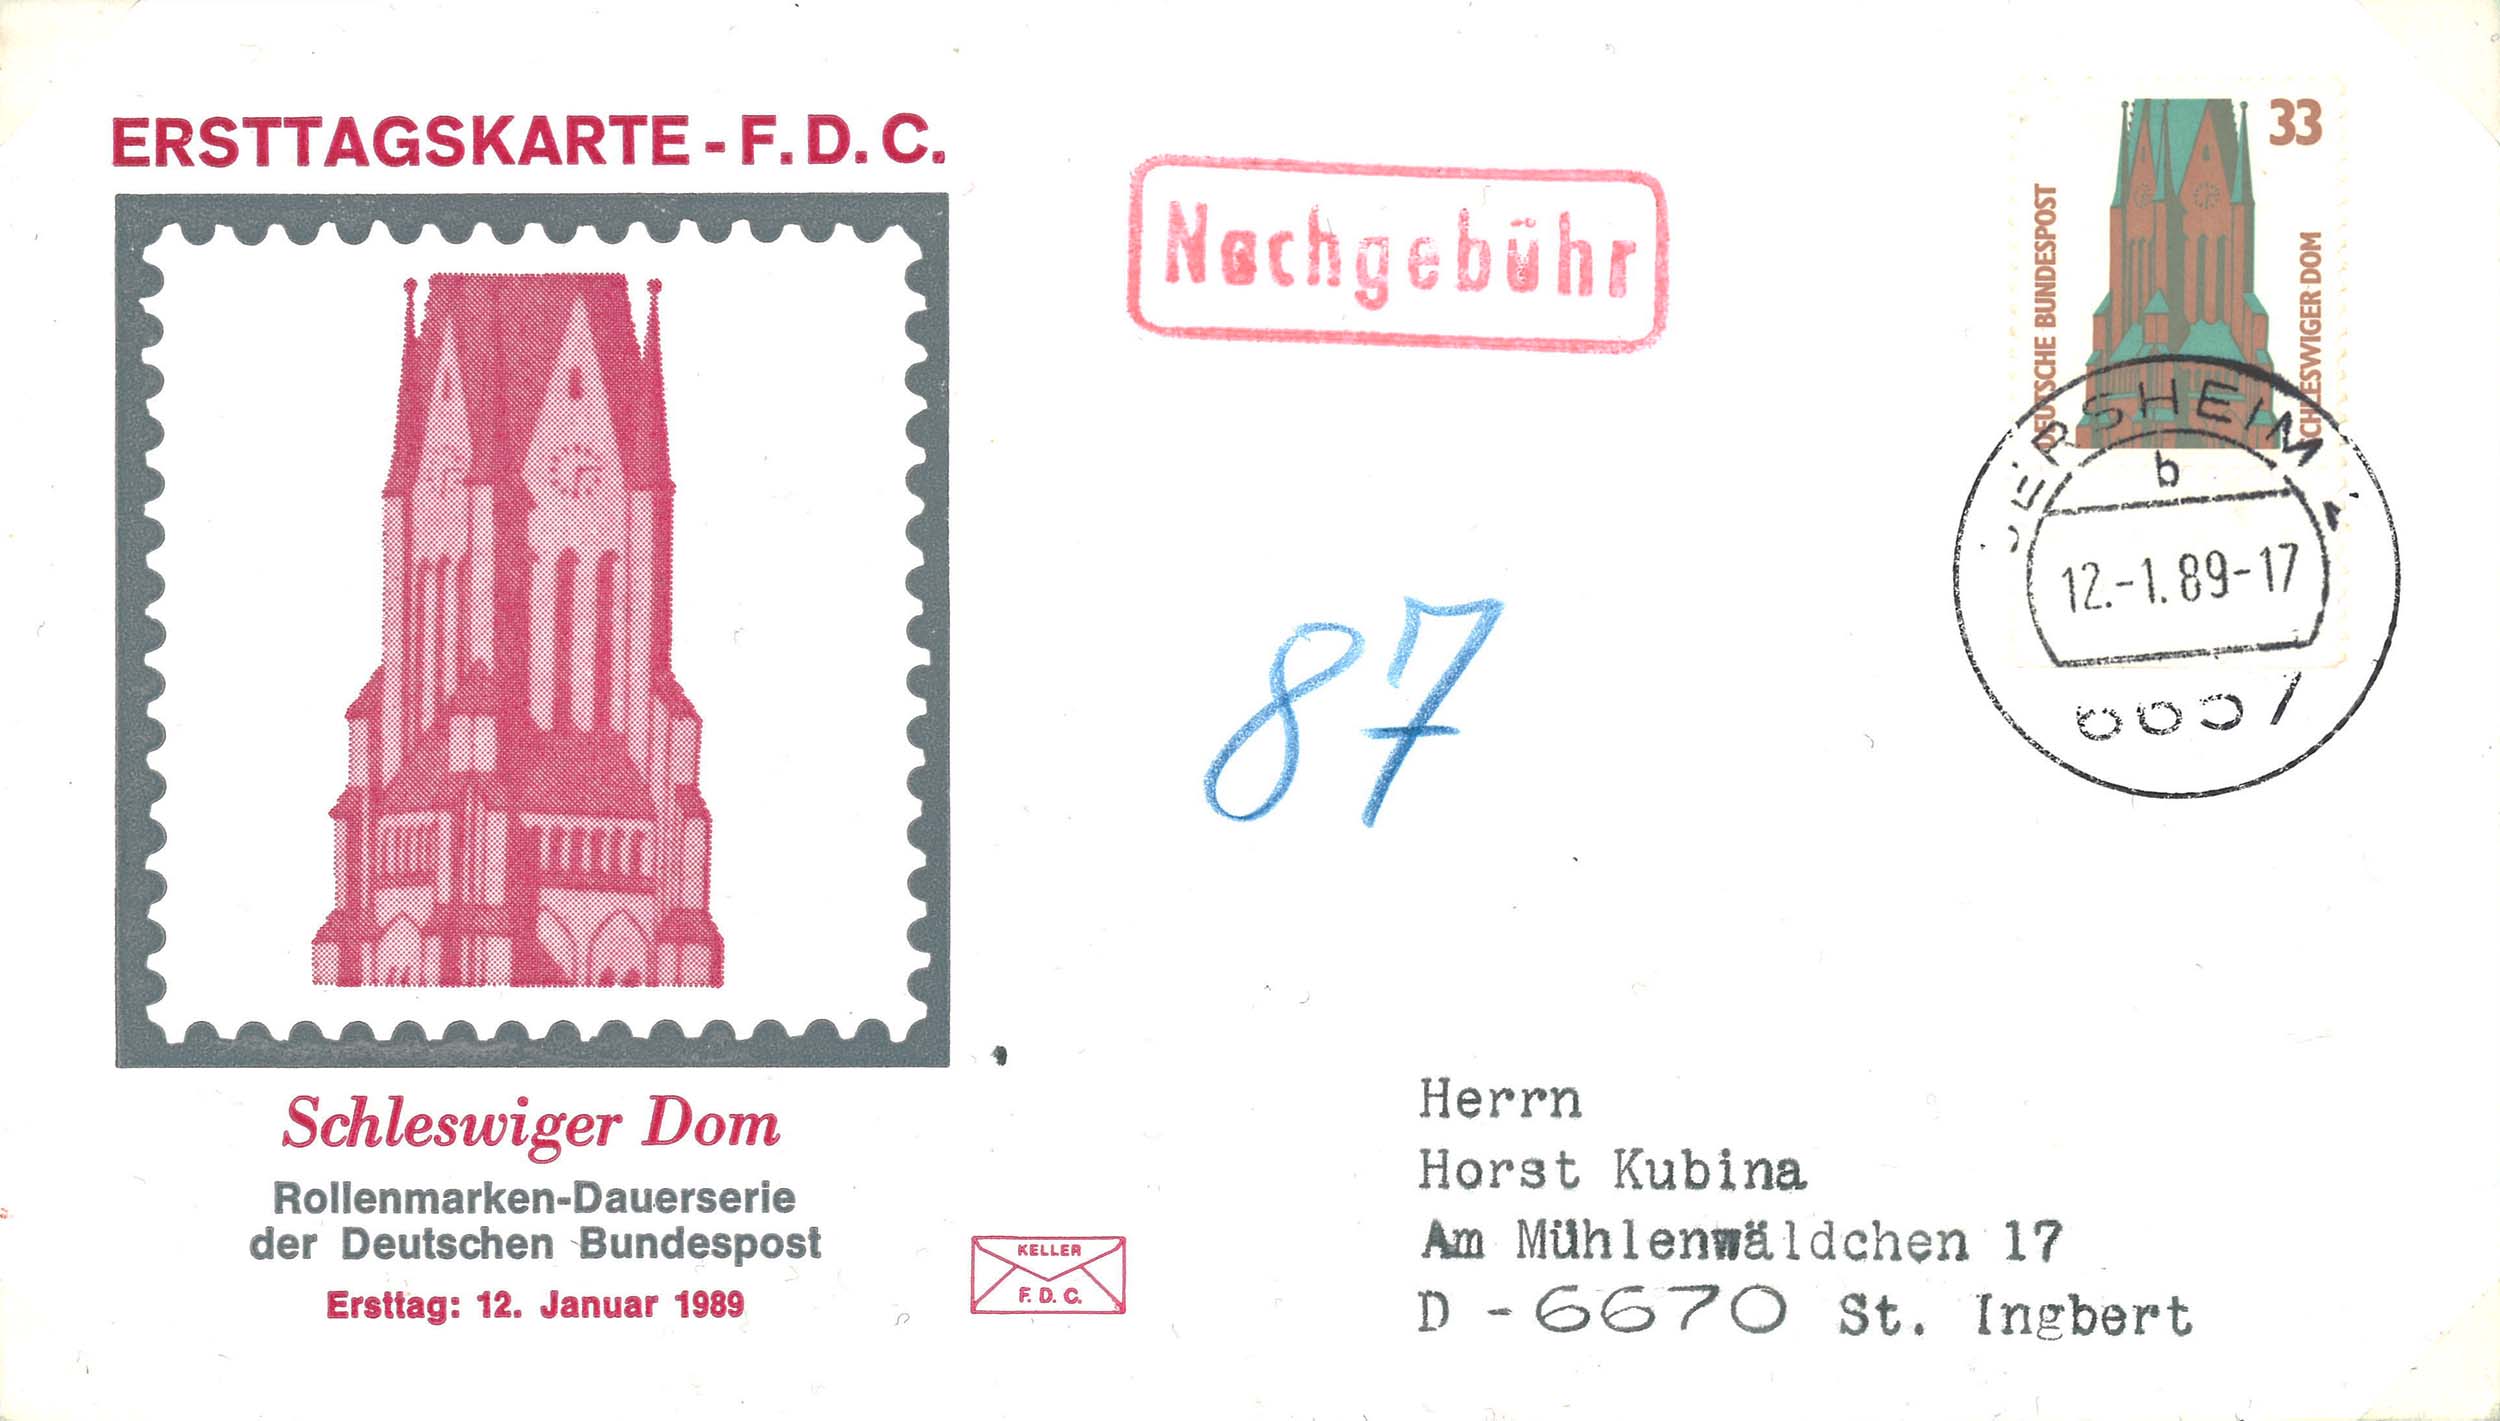 ERSTTAGSKARTE - F. D. C.
Nachgebühr
33
DEUTSCHE BUNDESPOST
SCHLESWIGER DOM
b
12.-1.89-17
87
Schleswiger Dom
Rollenmarken-Dauerserie
der Deutschen Bundespost
Ersttag: 12. Januar 1989
KELLER
F. D. C.
Herrn
Horst Kubina
Am Mühlenwäldchen 17
D - 6670 St. Ingbert